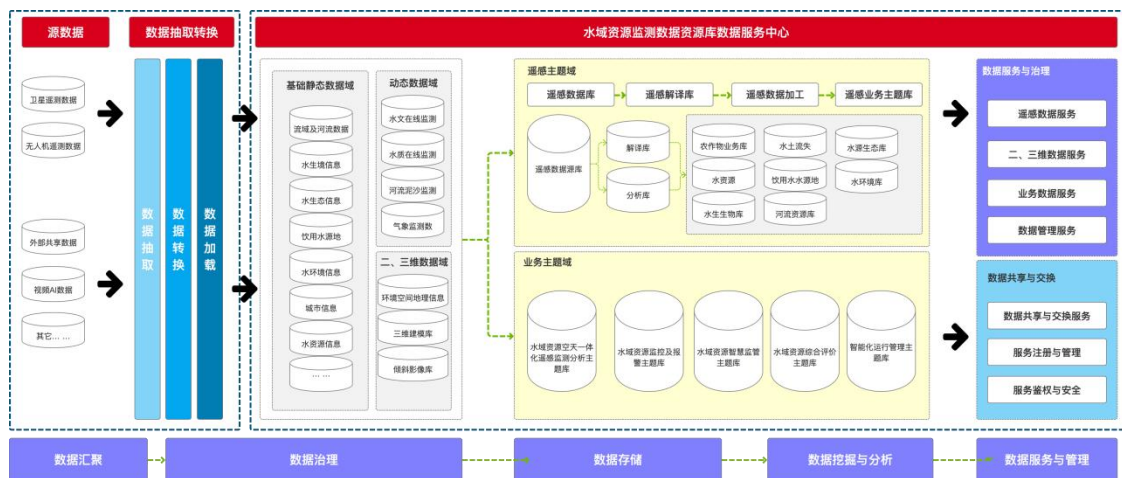 源数据
数据抽取转换
水域资源监测数据资源库数据服务中心
卫星遥测数据
无人机遥测数据
外部共享数据
视频AI数据
其它… …
数据抽取
数据转换
数据加载
基础静态数据域
流域及河流数据
水生境信息
水生态信息
饮用水源地
水环境信息
城市信息
水资源信息
… …
动态数据域
水文在线监测
水质在线监测
河流泥沙监测
气象监测数
二、三维数据域
环境空间地理信息
三维建模库
倾斜影像库
遥感主题域
遥感数据库
遥感解译库
遥感数据加工
遥感业务主题库
遥感数据源库
解译库
分析库
农作物业务库
水土流失
水源生态库
水资源
饮用水水源地
水环境库
水生生物库
河流资源库
业务主题域
水域资源空天一体
化遥感监测分析主
题库
水域资源监控及报
警主题库
水域资源智慧监管
主题库
水域资源综合评价
主题库
智能化运行管理主
题库
数据服务与治理
遥感数据服务
二、三维数据服务
业务数据服务
数据管理服务
数据共享与交换
数据共享与交换服务
服务注册与管理
服务鉴权与安全
数据汇聚
数据治理
数据存储
数据挖掘与分析
数据服务与管理